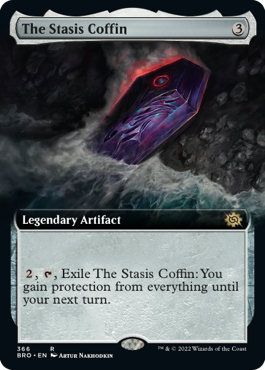 The Stasis Coffin 3
Legendary Artifact
2, , Exile The Stasis Coffin: You
gain protection from everything until
your next turn.
366 R
BRO • EN Artur Nakhodkin
™ & © 2022 Wizards of the Coast